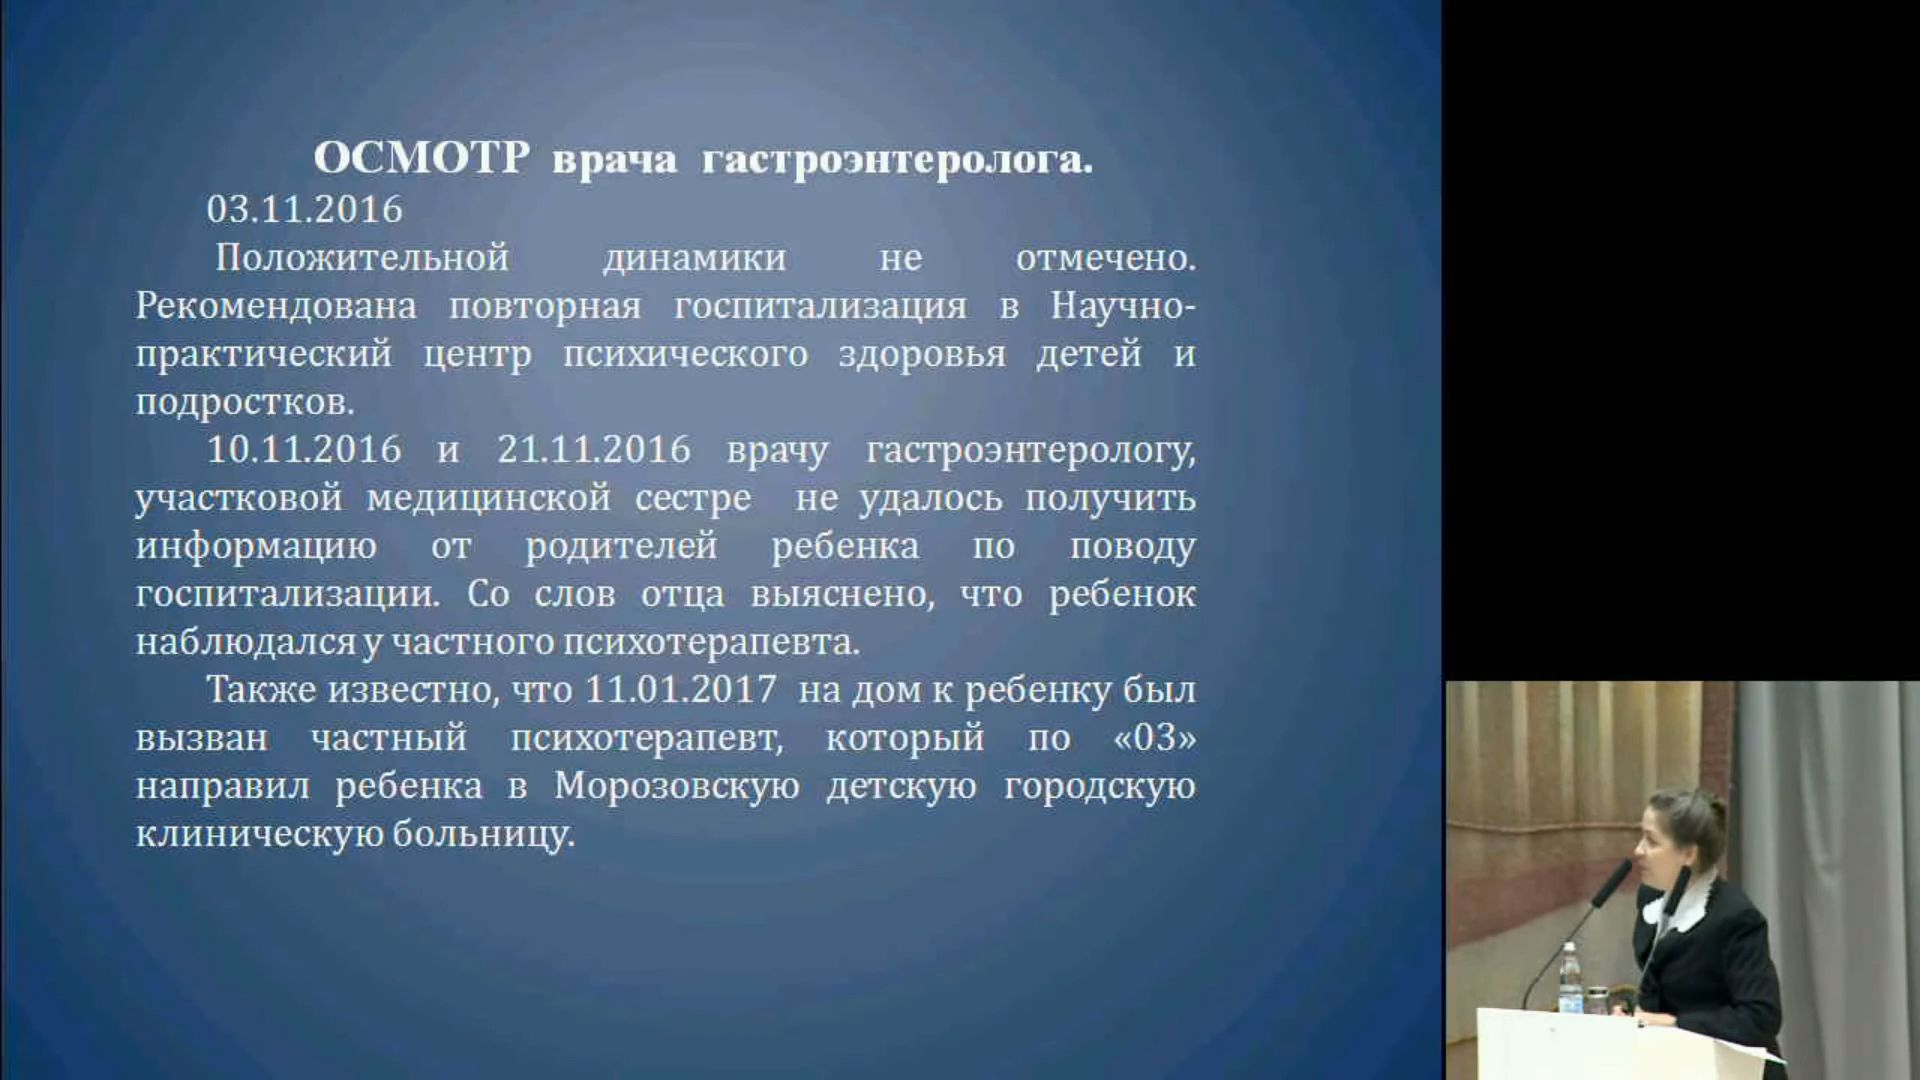 ОСМОТР врача гастроэнтеролога.
03.11.2016
Положительной динамики не отмечено.
Рекомендована повторная госпитализация в Научно-
практический центр психического здоровья детей и
подростков.
10.11.2016 и 21.11.2016 врачу гастроэнтерологу,
участковой медицинской сестре не удалось получить
информацию от родителей ребенка по поводу
госпитализации. Со слов отца выяснено, что ребенок
наблюдался у частного психотерапевта.
Также известно, что 11.01.2017 на дом к ребенку был
вызван частный психотерапевт, который по «03»
направил ребенка в Морозовскую детскую городскую
клиническую больницу.